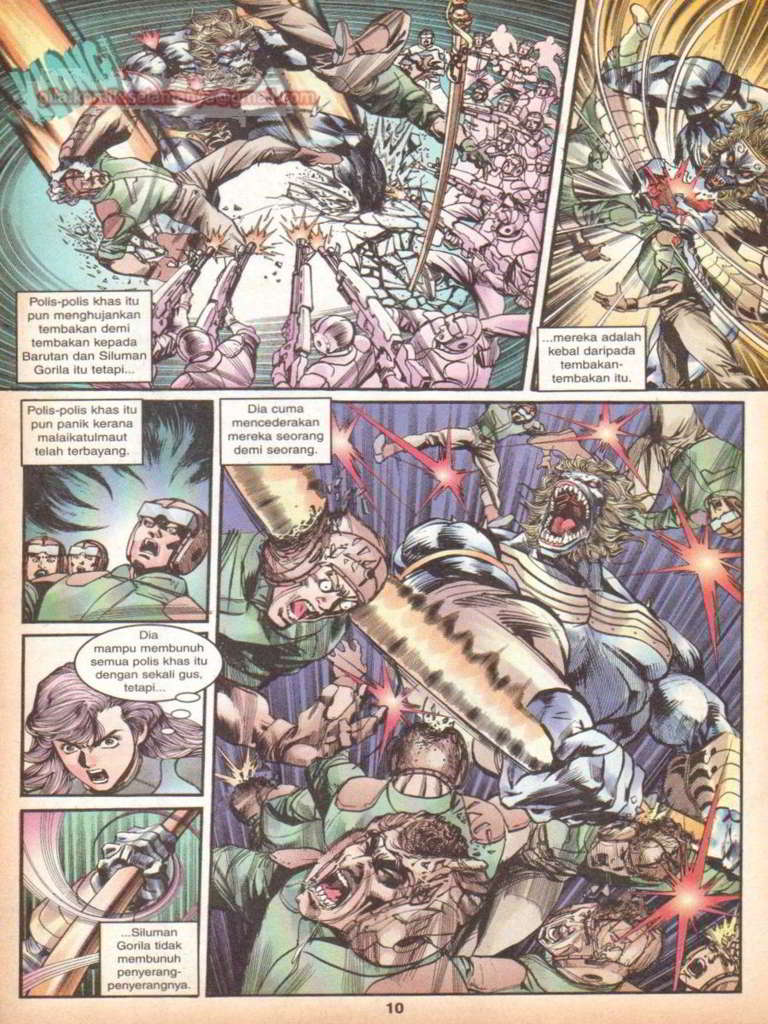 KLANG!
Polis-polis khas itu
pun menghujankan
tembakan demi
tembakan kepada
Barutan dan Siluman
Gorila itu tetapi...
...mereka adalah
kebal daripada
tembakan-
tembakan itu.
Polis-polis khas itu
pun panik kerana
malaikatulmaut
telah terbayang.
Dia cuma
mencederakan
mereka seorang
demi seorang.
Dia
mampu membunuh
semua polis khas itu
dengan sekali gus,
tetapi...
...Siluman
Gorila tidak
membunuh
penyerang-
penyerangnya.
10